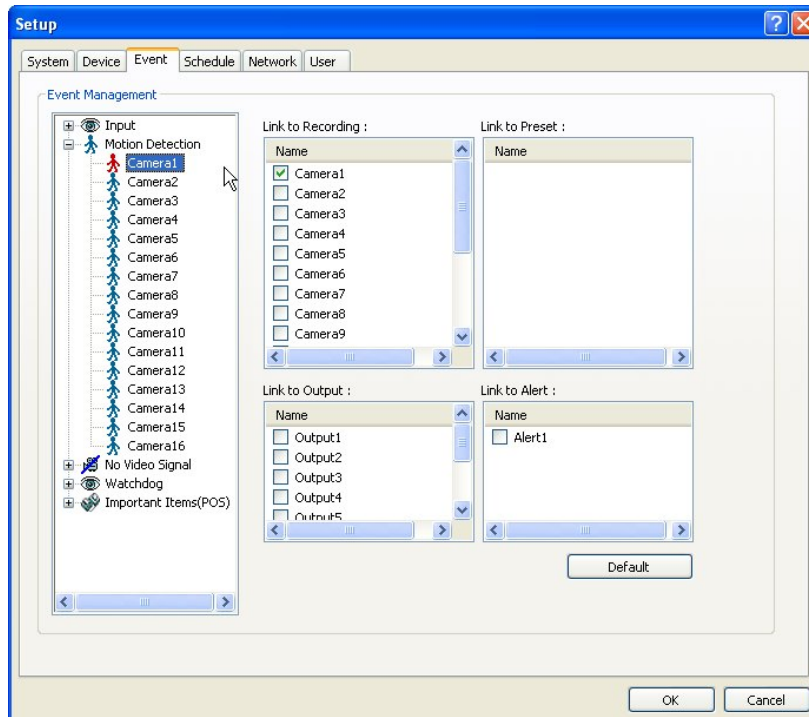 Setup
System Device Event Schedule Network User
Event Management
Input
Motion Detection
Camera1
Camera2
Camera3
Camera4
Camera5
Camera6
Camera7
Camera8
Camera9
Camera10
Camera11
Camera12
Camera13
Camera14
Camera15
Camera16
No Video Signal
Watchdog
Important Items(POS)
Link to Recording :
Name
Camera1
Camera2
Camera3
Camera4
Camera5
Camera6
Camera7
Camera8
Camera9
Link to Preset :
Name
Link to Output :
Name
Output1
Output2
Output3
Output4
Output5
Link to Alert :
Name
Alert1
Default
OK Cancel